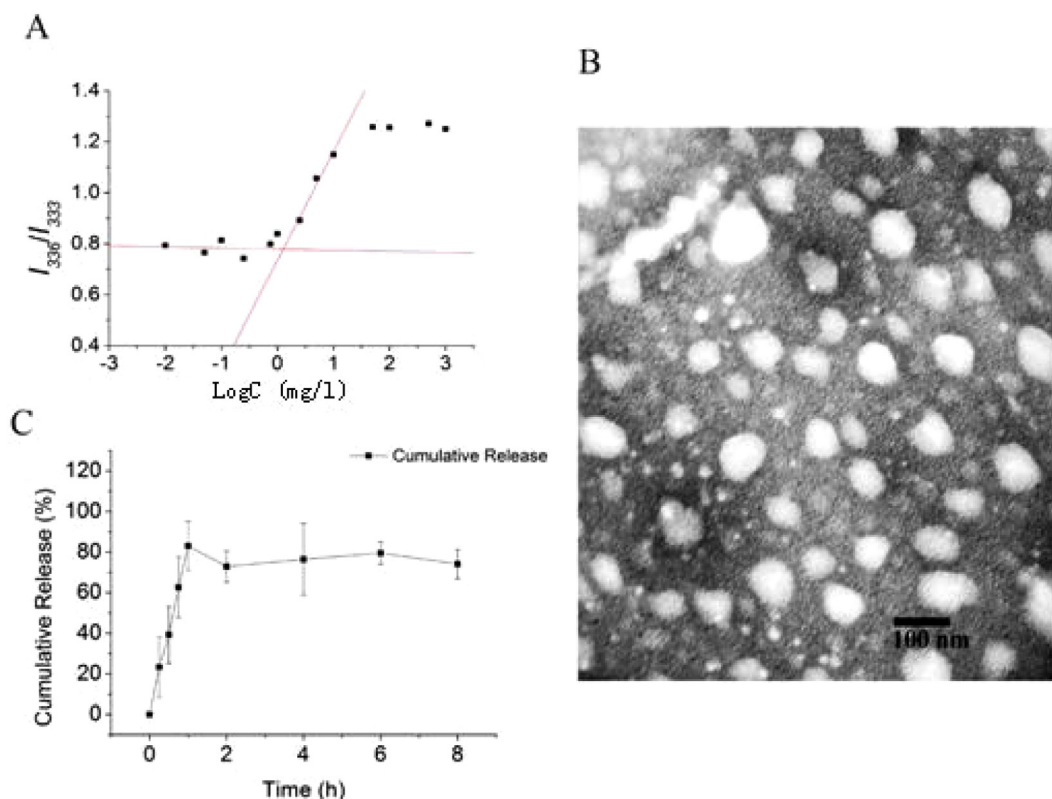 A
1.4
1.2
1.0
0.8
0.6
0.4
I336/I333
-3 -2 -1 0 1 2 3
LogC (mg/l)
B
100 nm
C
Cumulative Release
120
100
80
60
40
20
0
Cumulative Release (%)
0 2 4 6 8
Time (h)